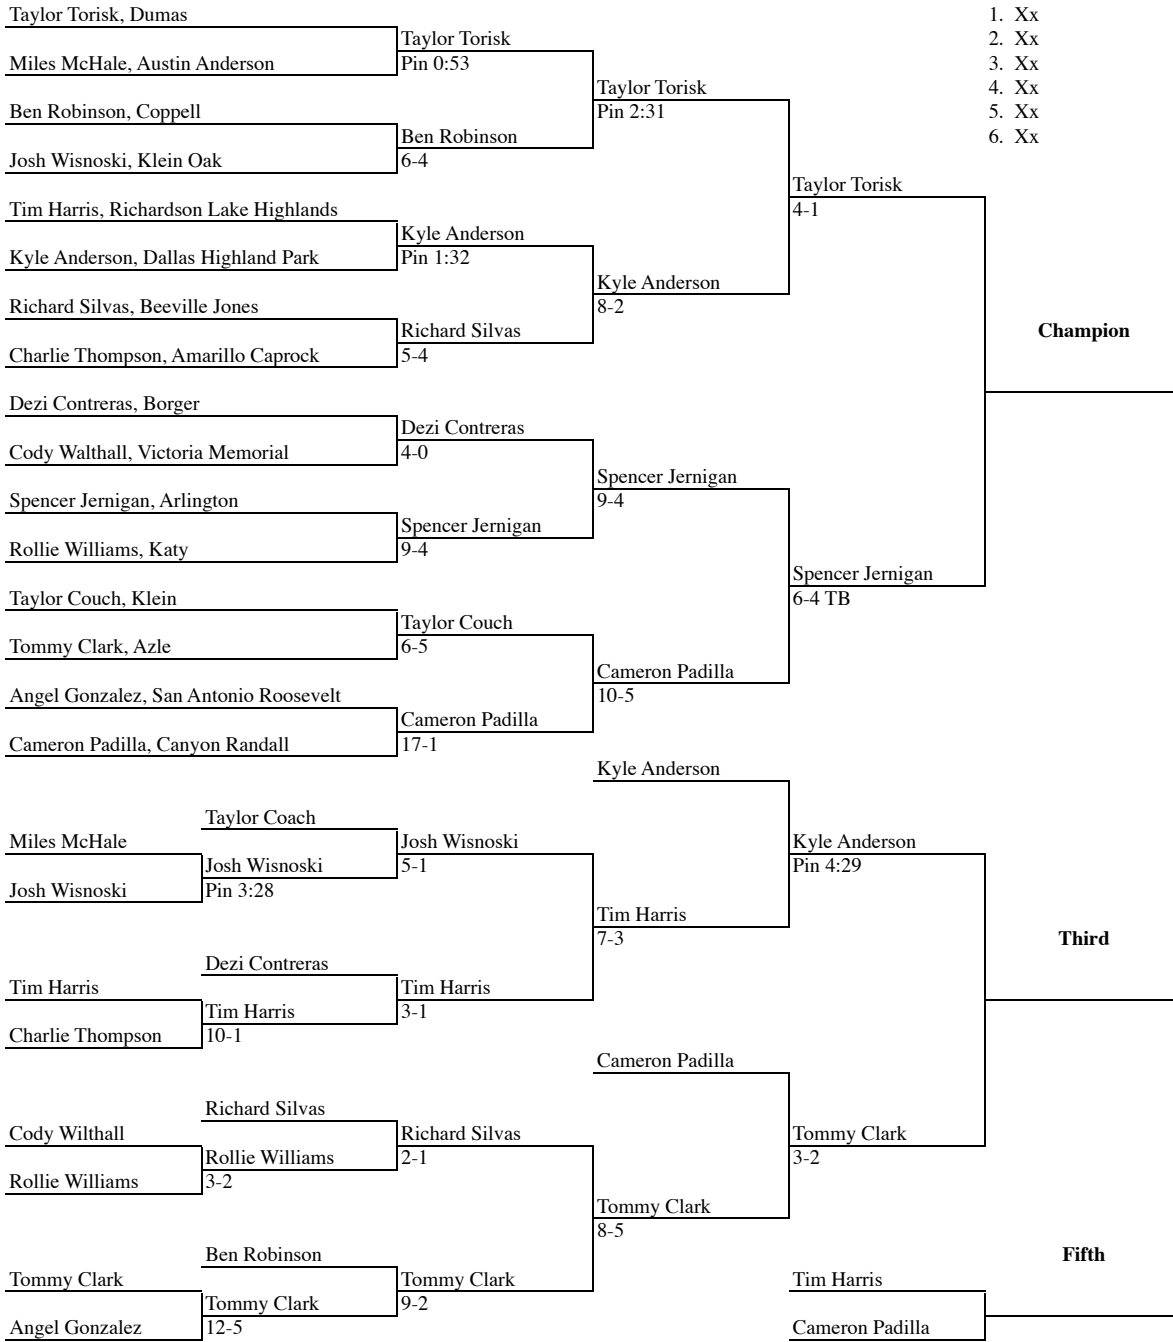 Taylor Torisk, Dumas
1. Xx
Taylor Torisk
2. Xx
Miles McHale, Austin Anderson
Pin 0:53
3. Xx
Taylor Torisk
4. Xx
Ben Robinson, Coppell
Pin 2:31
5. Xx
Ben Robinson
6. Xx
Josh Wisnoski, Klein Oak
6-4
Taylor Torisk
Tim Harris, Richardson Lake Highlands
4-1
Kyle Anderson
Kyle Anderson, Dallas Highland Park
Pin 1:32
Kyle Anderson
Richard Silvas, Beeville Jones
8-2
Richard Silvas
Champion
Charlie Thompson, Amarillo Caprock
5-4
Dezi Contreras, Borger
Dezi Contreras
Cody Walthall, Victoria Memorial
4-0
Spencer Jernigan
Spencer Jernigan, Arlington
9-4
Spencer Jernigan
Rollie Williams, Katy
9-4
Spencer Jernigan
Taylor Couch, Klein
6-4 TB
Taylor Couch
Tommy Clark, Azle
6-5
Cameron Padilla
Angel Gonzalez, San Antonio Roosevelt
10-5
Cameron Padilla
Cameron Padilla, Canyon Randall
17-1
Kyle Anderson
Taylor Coach
Miles McHale
Josh Wisnoski
Kyle Anderson
Josh Wisnoski
5-1
Pin 4:29
Josh Wisnoski
Pin 3:28
Tim Harris
7-3
Third
Dezi Contreras
Tim Harris
Tim Harris
Tim Harris
3-1
Charlie Thompson
10-1
Cameron Padilla
Richard Silvas
Cody Wilthall
Richard Silvas
Tommy Clark
Rollie Williams
2-1
3-2
Rollie Williams
3-2
Tommy Clark
8-5
Ben Robinson
Fifth
Tommy Clark
Tommy Clark
Tim Harris
Tommy Clark
9-2
Angel Gonzalez
12-5
Cameron Padilla